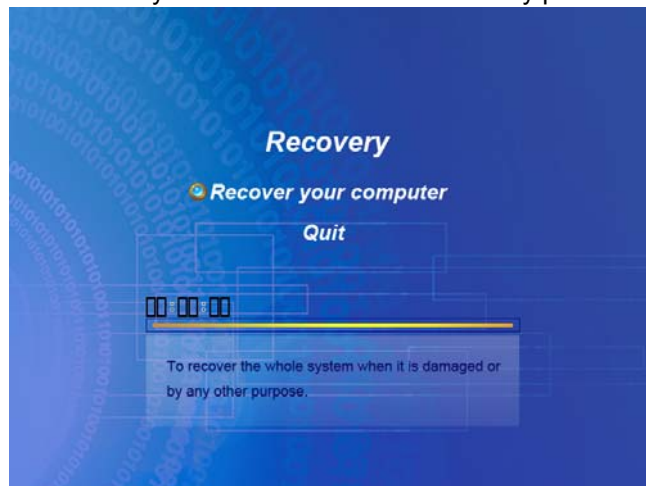 Recovery
Recover your computer
Quit
To recover the whole system when it is damaged or
by any other purpose.